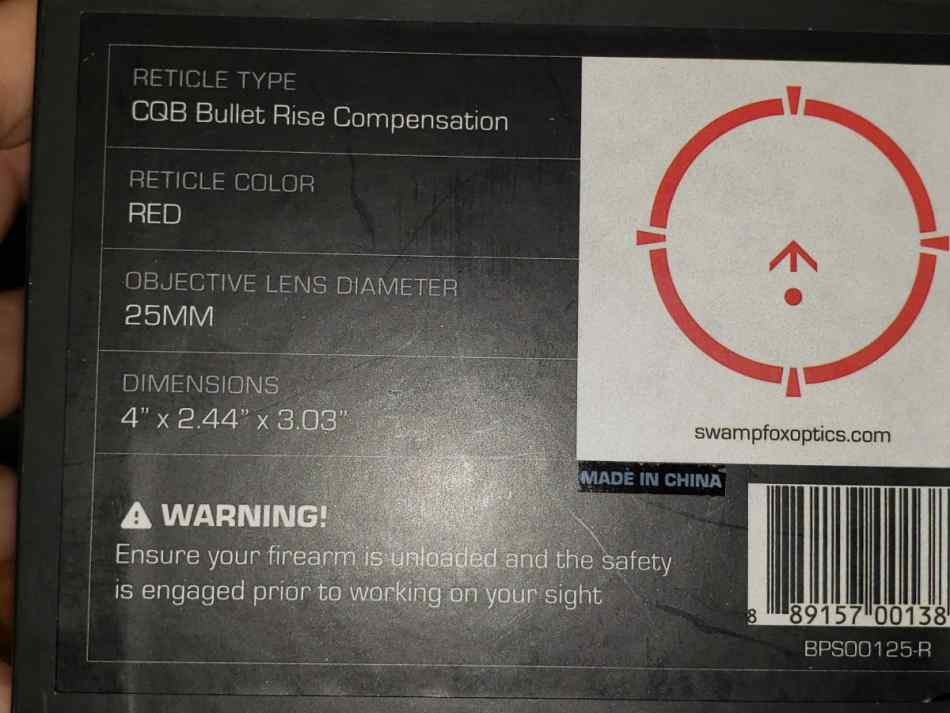 RETICLE TYPE
CQB Bullet Rise Compensation
RETICLE COLOR
RED
OBJECTIVE LENS DIAMETER
25MM
DIMENSIONS
4” x 2.44” x 3.03”
WARNING!
Ensure your firearm is unloaded and the safety
is engaged prior to working on your sight
swampfoxoptics.com
MADE IN CHINA
8 89157 00138
BPS00125-R